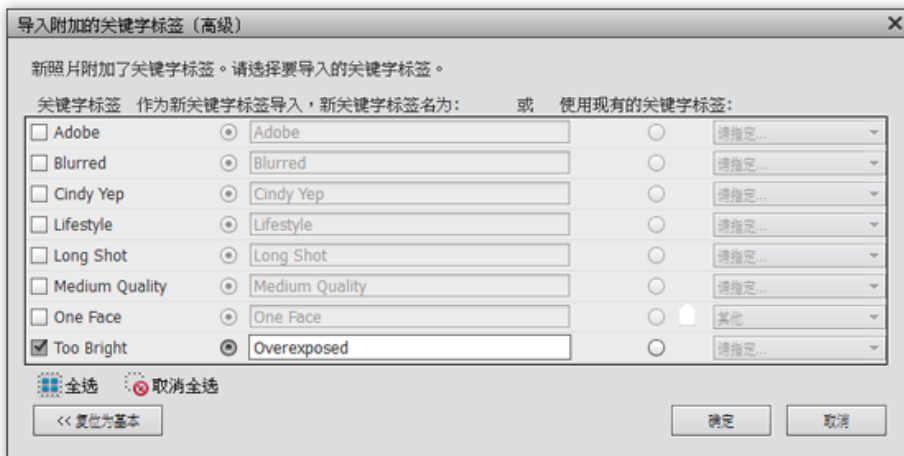 导入附加的关键字标签（高级）
新照片附加了关键字标签。请选择要导入的关键字标签。
关键字标签 作为新关键字标签导入，新关键字标签名为： 或 使用现有的关键字标签：
Adobe Adobe 请指定...
Blurred Blurred 请指定...
Cindy Yep Cindy Yep 请指定...
Lifestyle Lifestyle 请指定...
Long Shot Long Shot 请指定...
Medium Quality Medium Quality 请指定...
One Face One Face 其他
Too Bright Overexposed 请指定...
全选 取消全选
<< 复位为基本 确定 取消